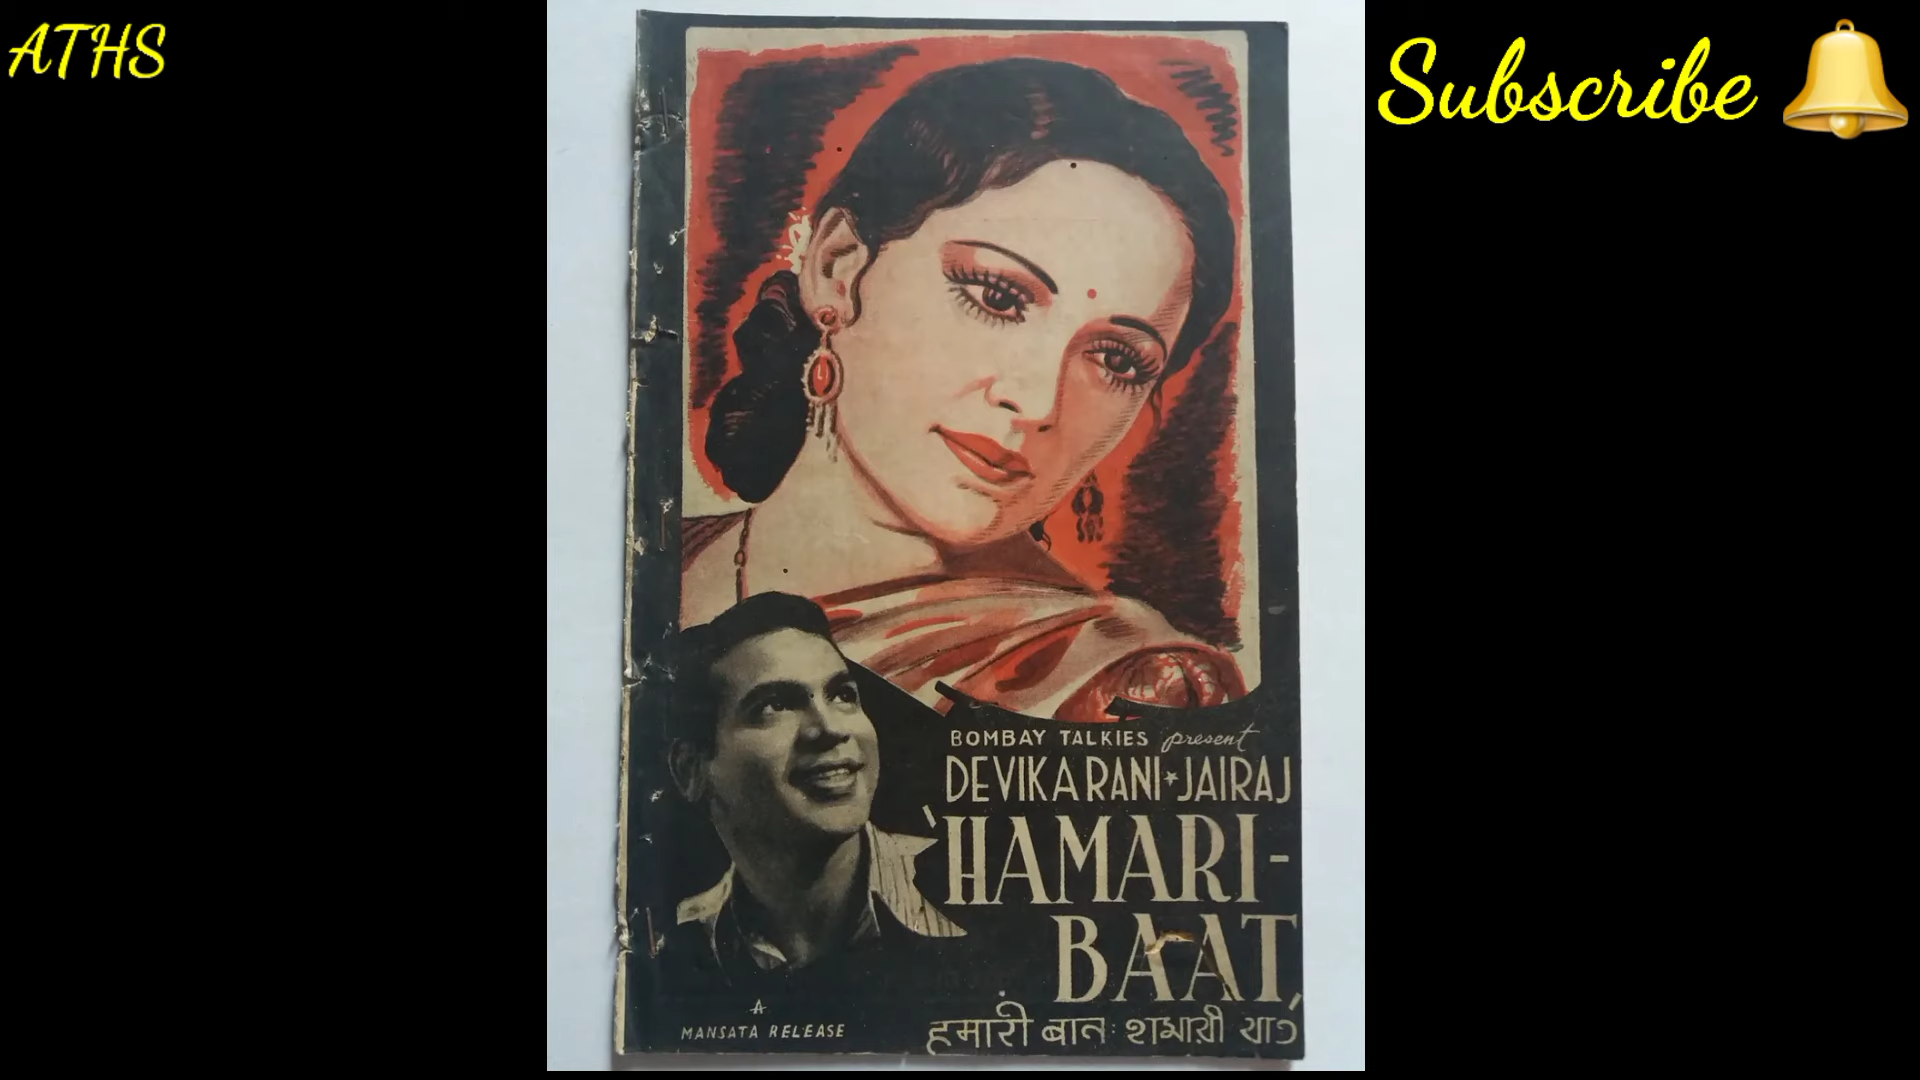 ATHS
Subscribe
BOMBAY TALKIES present
DEVIKA RANI ★ JAIRAJ
'HAMARI-
BAAT'
A
MANSATA RELEASE
हमारी बात: হামারী বাত